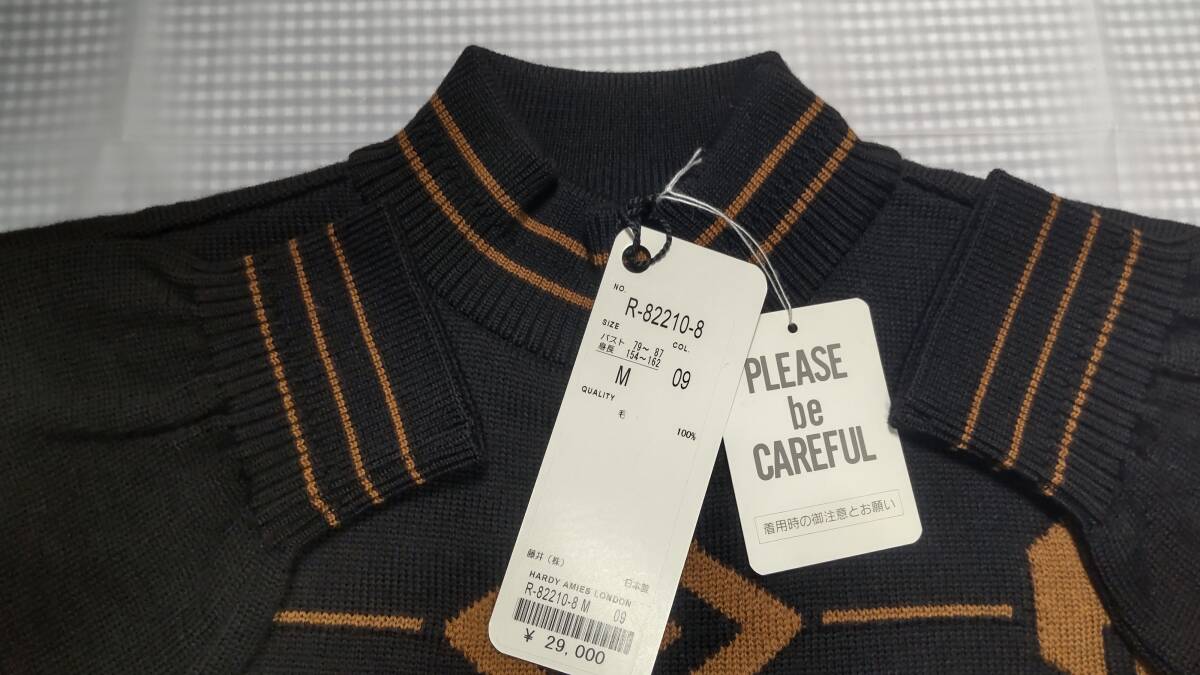 NO.
R-82210-8
SIZE COL.
バスト 79～ 87
身長 154～162
M 09
QUALITY
毛
100%
藤井（株）
日本製
HARDY AMIES LONDON
R-82210-8 M 09
¥ 29,000
PLEASE
be
CAREFUL
着用時の御注意とお願い